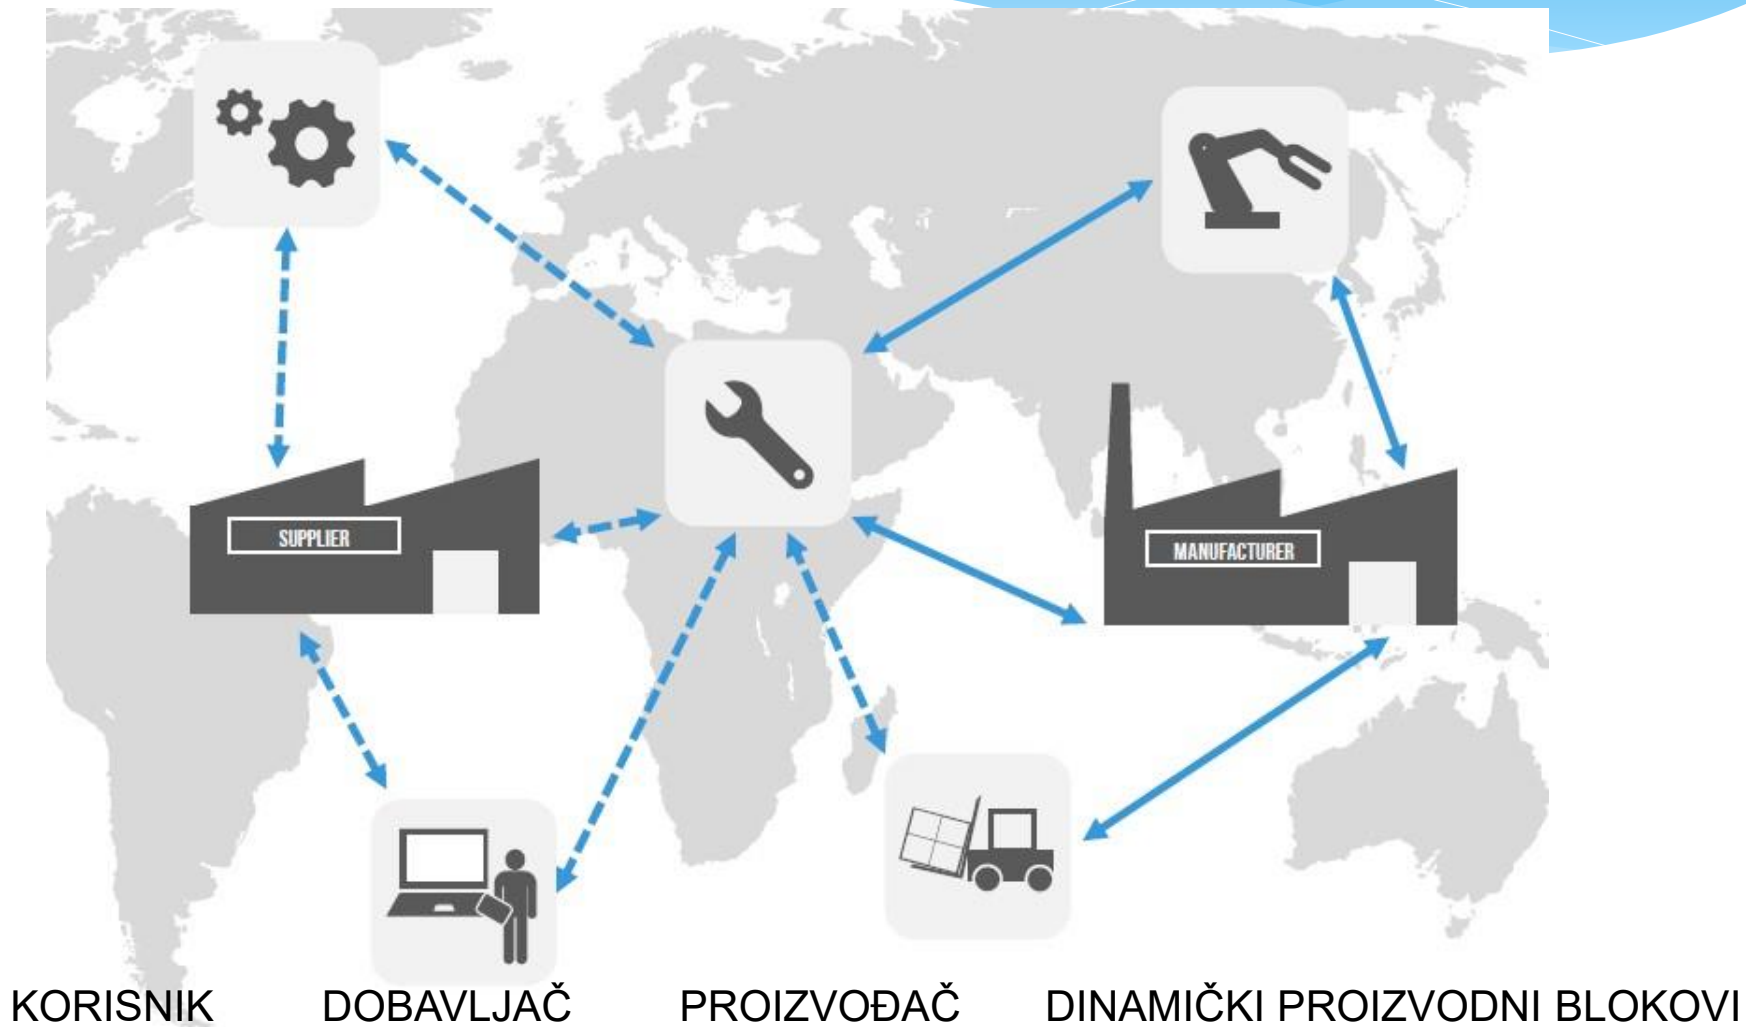 SUPPLIER
MANUFACTURER
KORISNIK DOBAVLJAČ PROIZVOĐAČ DINAMIČKI PROIZVODNI BLOKOVI